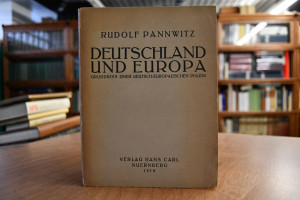 RUDOLF PANNWITZ
DEUTSCHLAND
UND EUROPA
GRUNDRISS EINER DEUTSCH-EUROPÄISCHEN POLITIK
VERLAG HANS CARL
NUERNBERG
1918